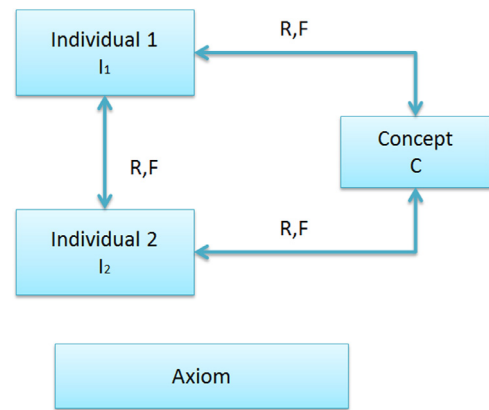 R,F
Individual 1
I₁
Concept
C
R,F
Individual 2
I₂
R,F
Axiom